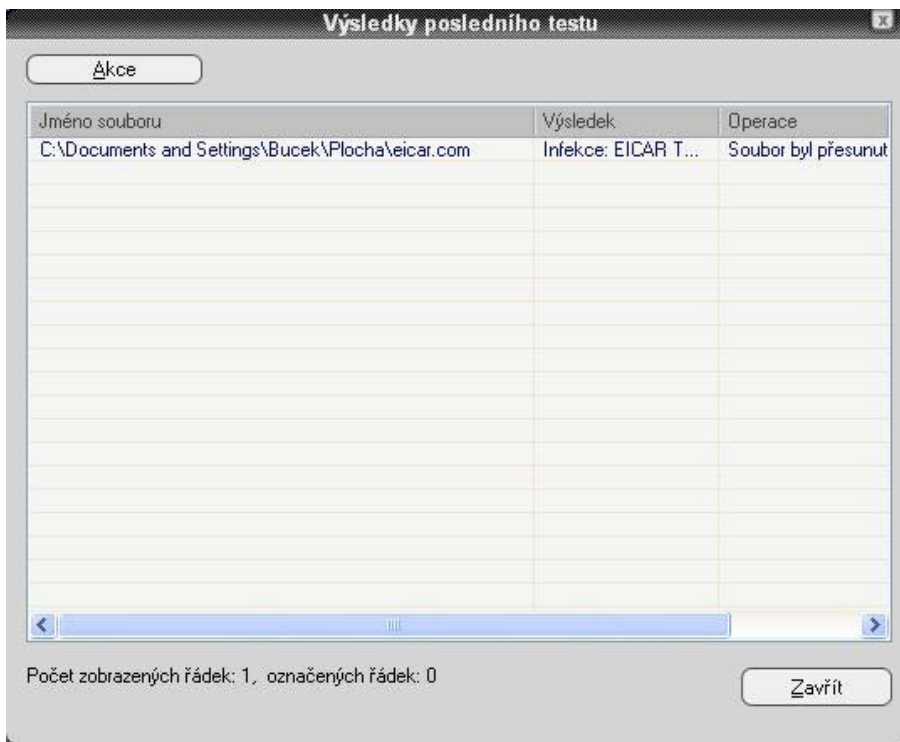 Výsledky posledního testu
x
Akce
Jméno souboru Výsledek Operace
C:\Documents and Settings\Bucek\Plocha\eicar.com Infekce: EICAR T... Soubor byl přesunut
Počet zobrazených řádek: 1, označených řádek: 0
Zavřít